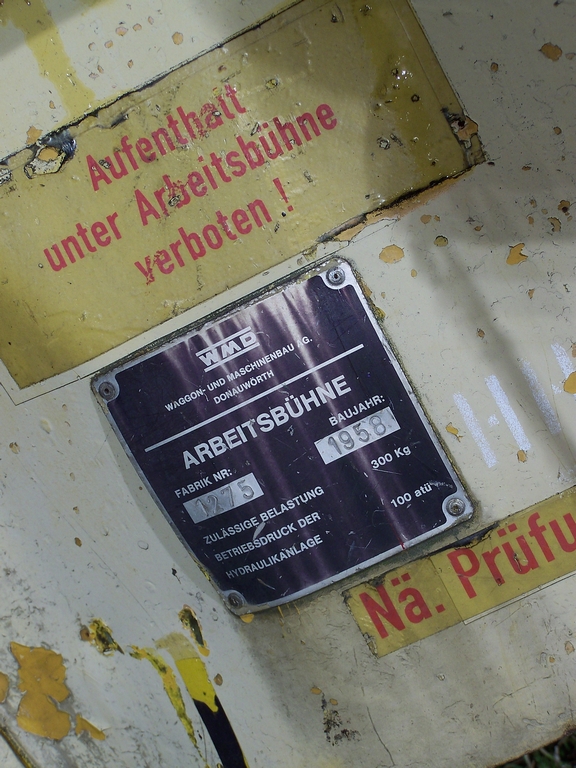 Aufenthalt
unter Arbeitsbühne
verboten !
WMD
WAGGON- UND MASCHINENBAU AG.
DONAUWÖRTH
ARBEITSBÜHNE
FABRIK NR: BAUJAHR:
1275 1958
ZULÄSSIGE BELASTUNG 300 Kg
BETRIEBSDRUCK DER
HYDRAULIKANLAGE 100 atü
Nä. Prüfu